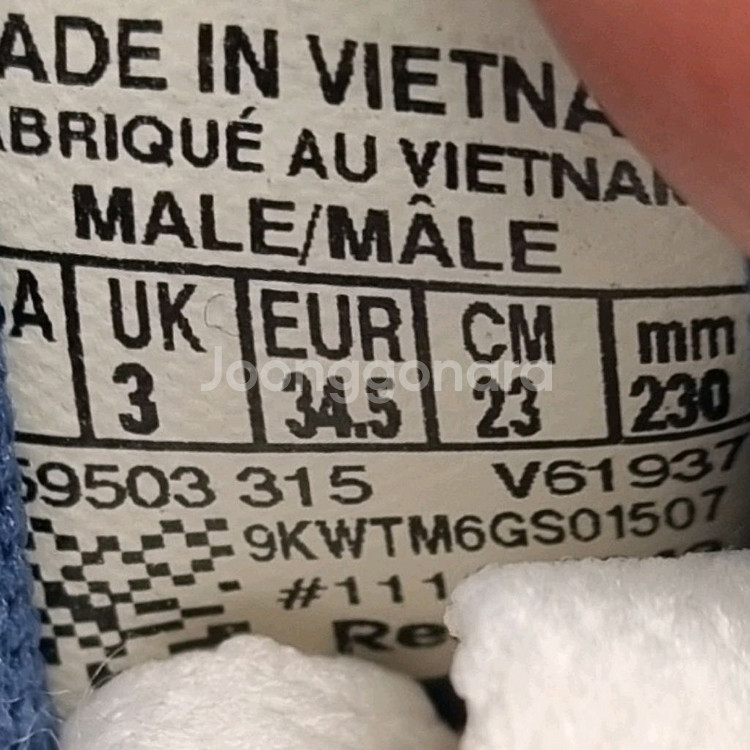 ADE IN VIETNA
ABRIQUÉ AU VIETNAM
MALE/MÂLE
A UK EUR CM mm
3 34.5 23 230
Joonggonara
59503 315 V61937
9KWTM6GS01507
#111
Re